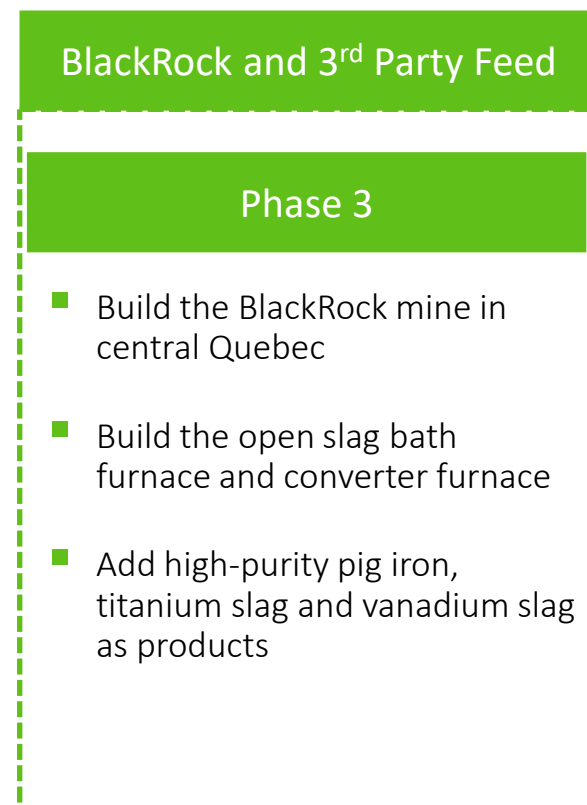 BlackRock and 3rd Party Feed
Phase 3
Build the BlackRock mine in
central Quebec
Build the open slag bath
furnace and converter furnace
Add high-purity pig iron,
titanium slag and vanadium slag
as products